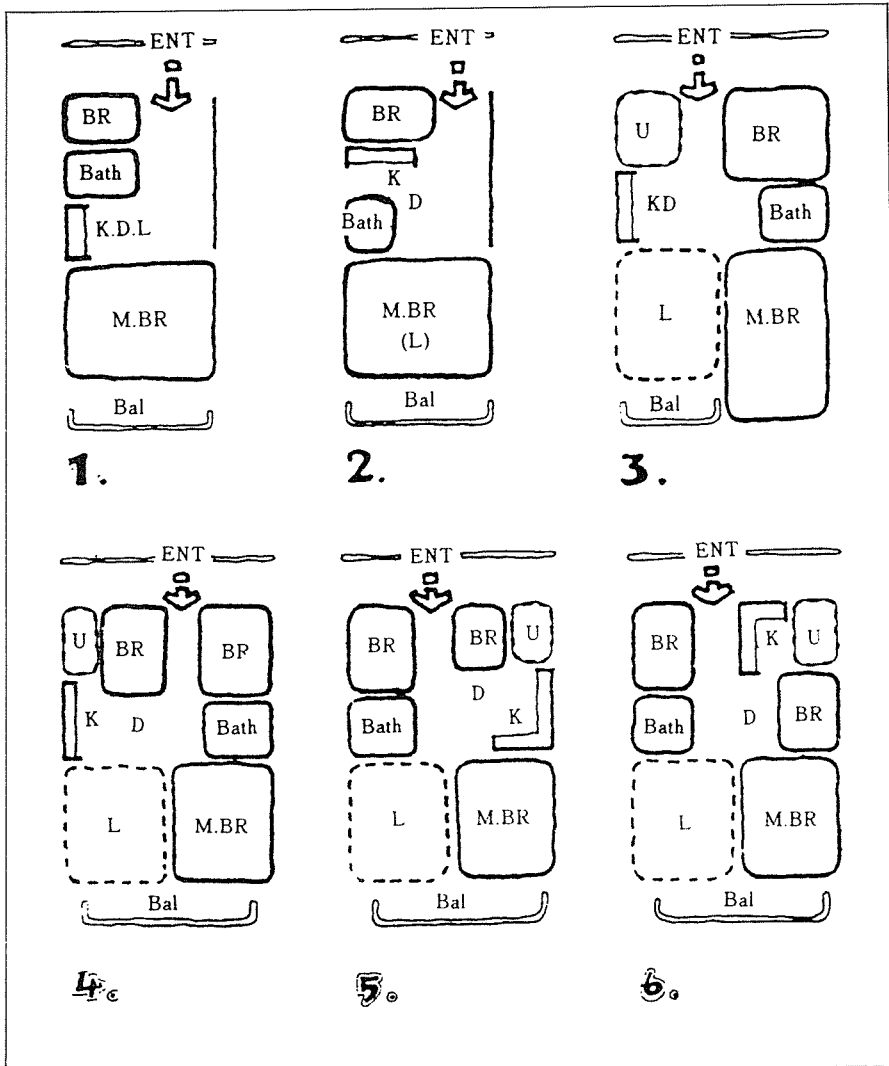 ENT
BR
Bath
K.D.L
M.BR
Bal
1.
ENT
BR
K
D
Bath
M.BR
(L)
Bal
2.
ENT
U
BR
KD
Bath
L
M.BR
Bal
3.
ENT
U
BR
BP
K
D
Bath
L
M.BR
Bal
4.
ENT
BR
BR
U
D
K
Bath
L
M.BR
Bal
5.
ENT
BR
K
U
Bath
D
BR
L
M.BR
Bal
6.